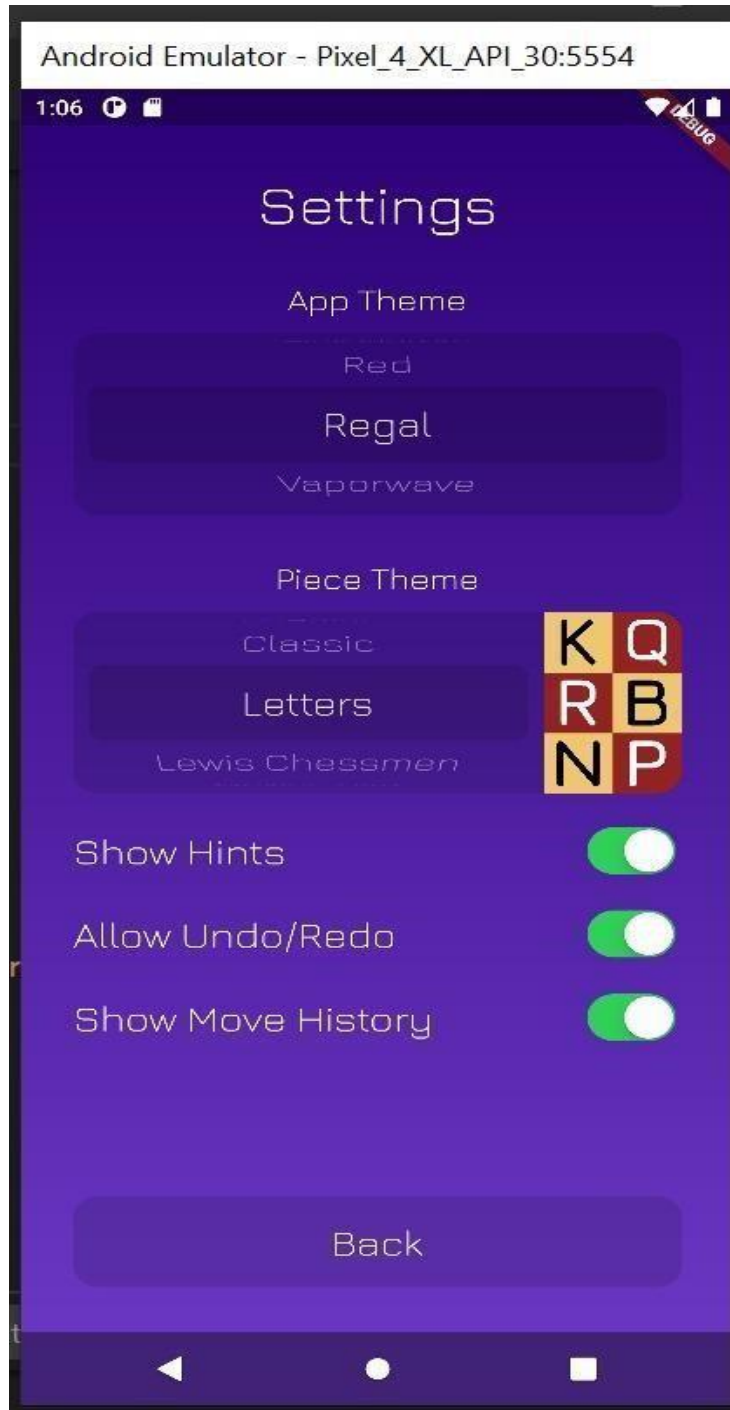 Android Emulator - Pixel_4_XL_API_30:5554
1:06
DEBUG
Settings
App Theme
Red
Regal
Vaporwave
Piece Theme
Classic
Letters
Lewis Chessmen
K Q
R B
N P
Show Hints
Allow Undo/Redo
Show Move History
Back